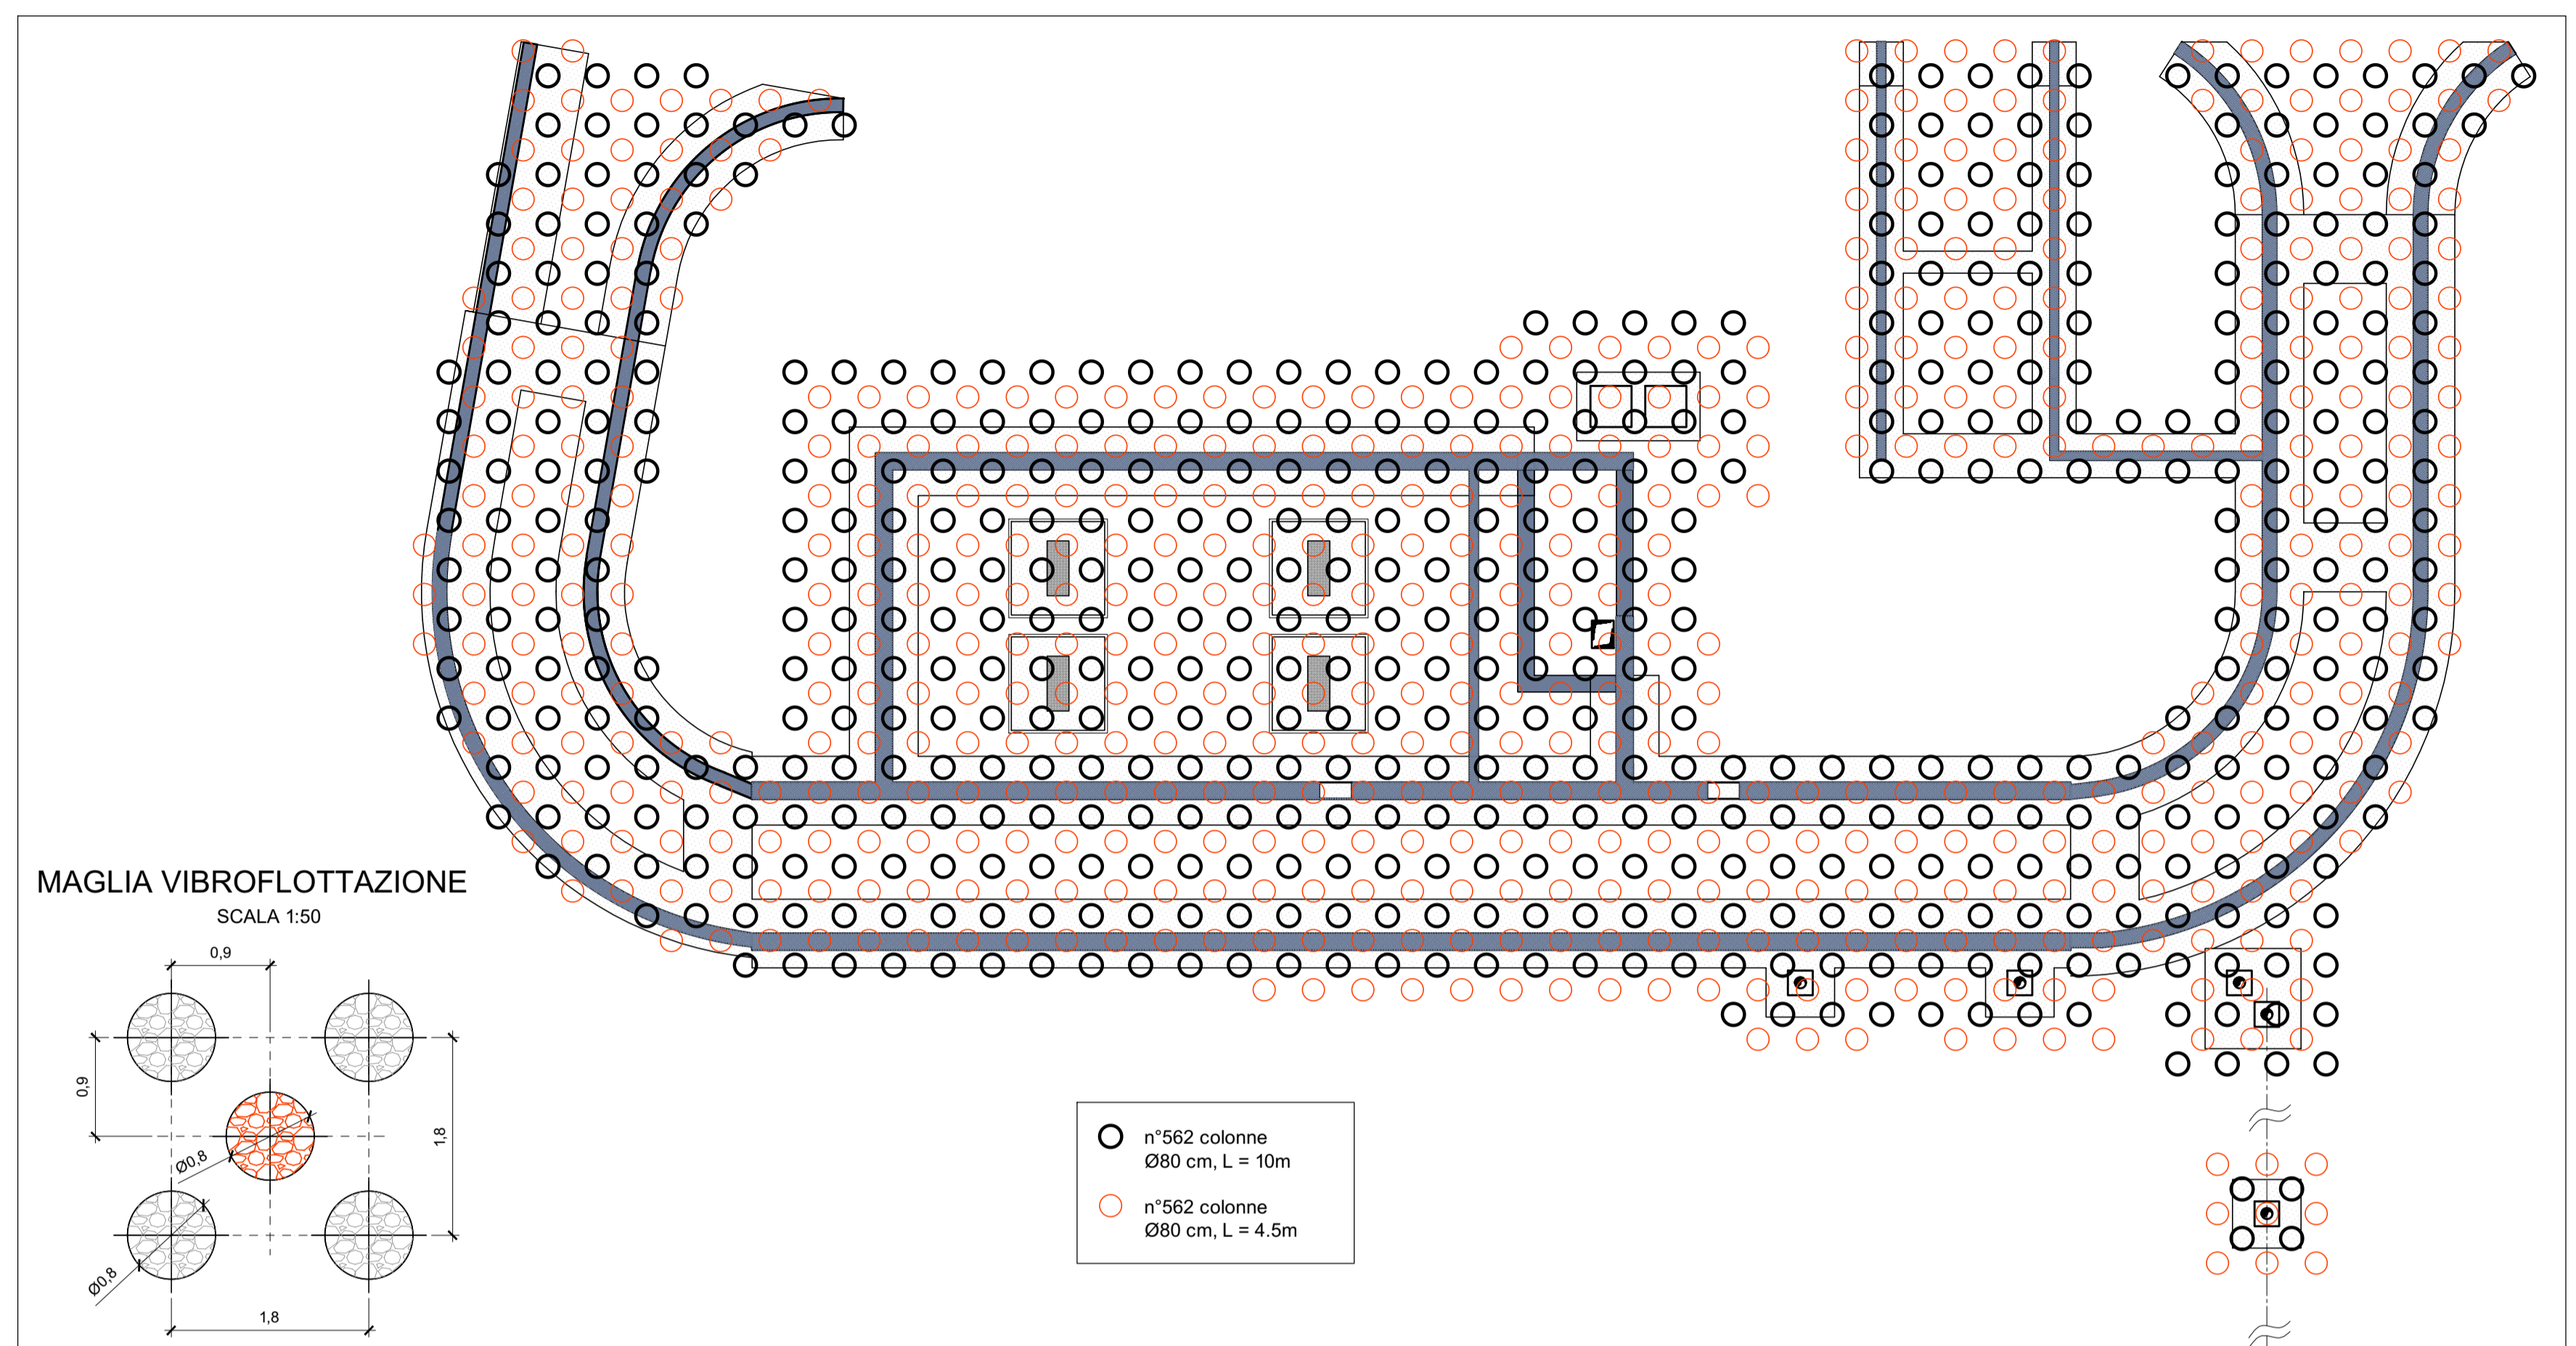 MAGLIA VIBROFLOTTAZIONE
SCALA 1:50
0,9
0,9
1,8
Ø0,8
Ø0,8
1,8
n°562 colonne
Ø80 cm, L = 10m
n°562 colonne
Ø80 cm, L = 4.5m